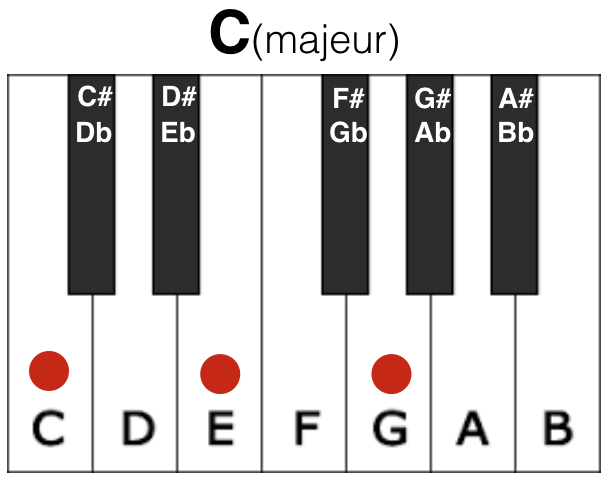 C(majeur)
C# D# F# G# A#
Db Eb Gb Ab Bb
C D E F G A B